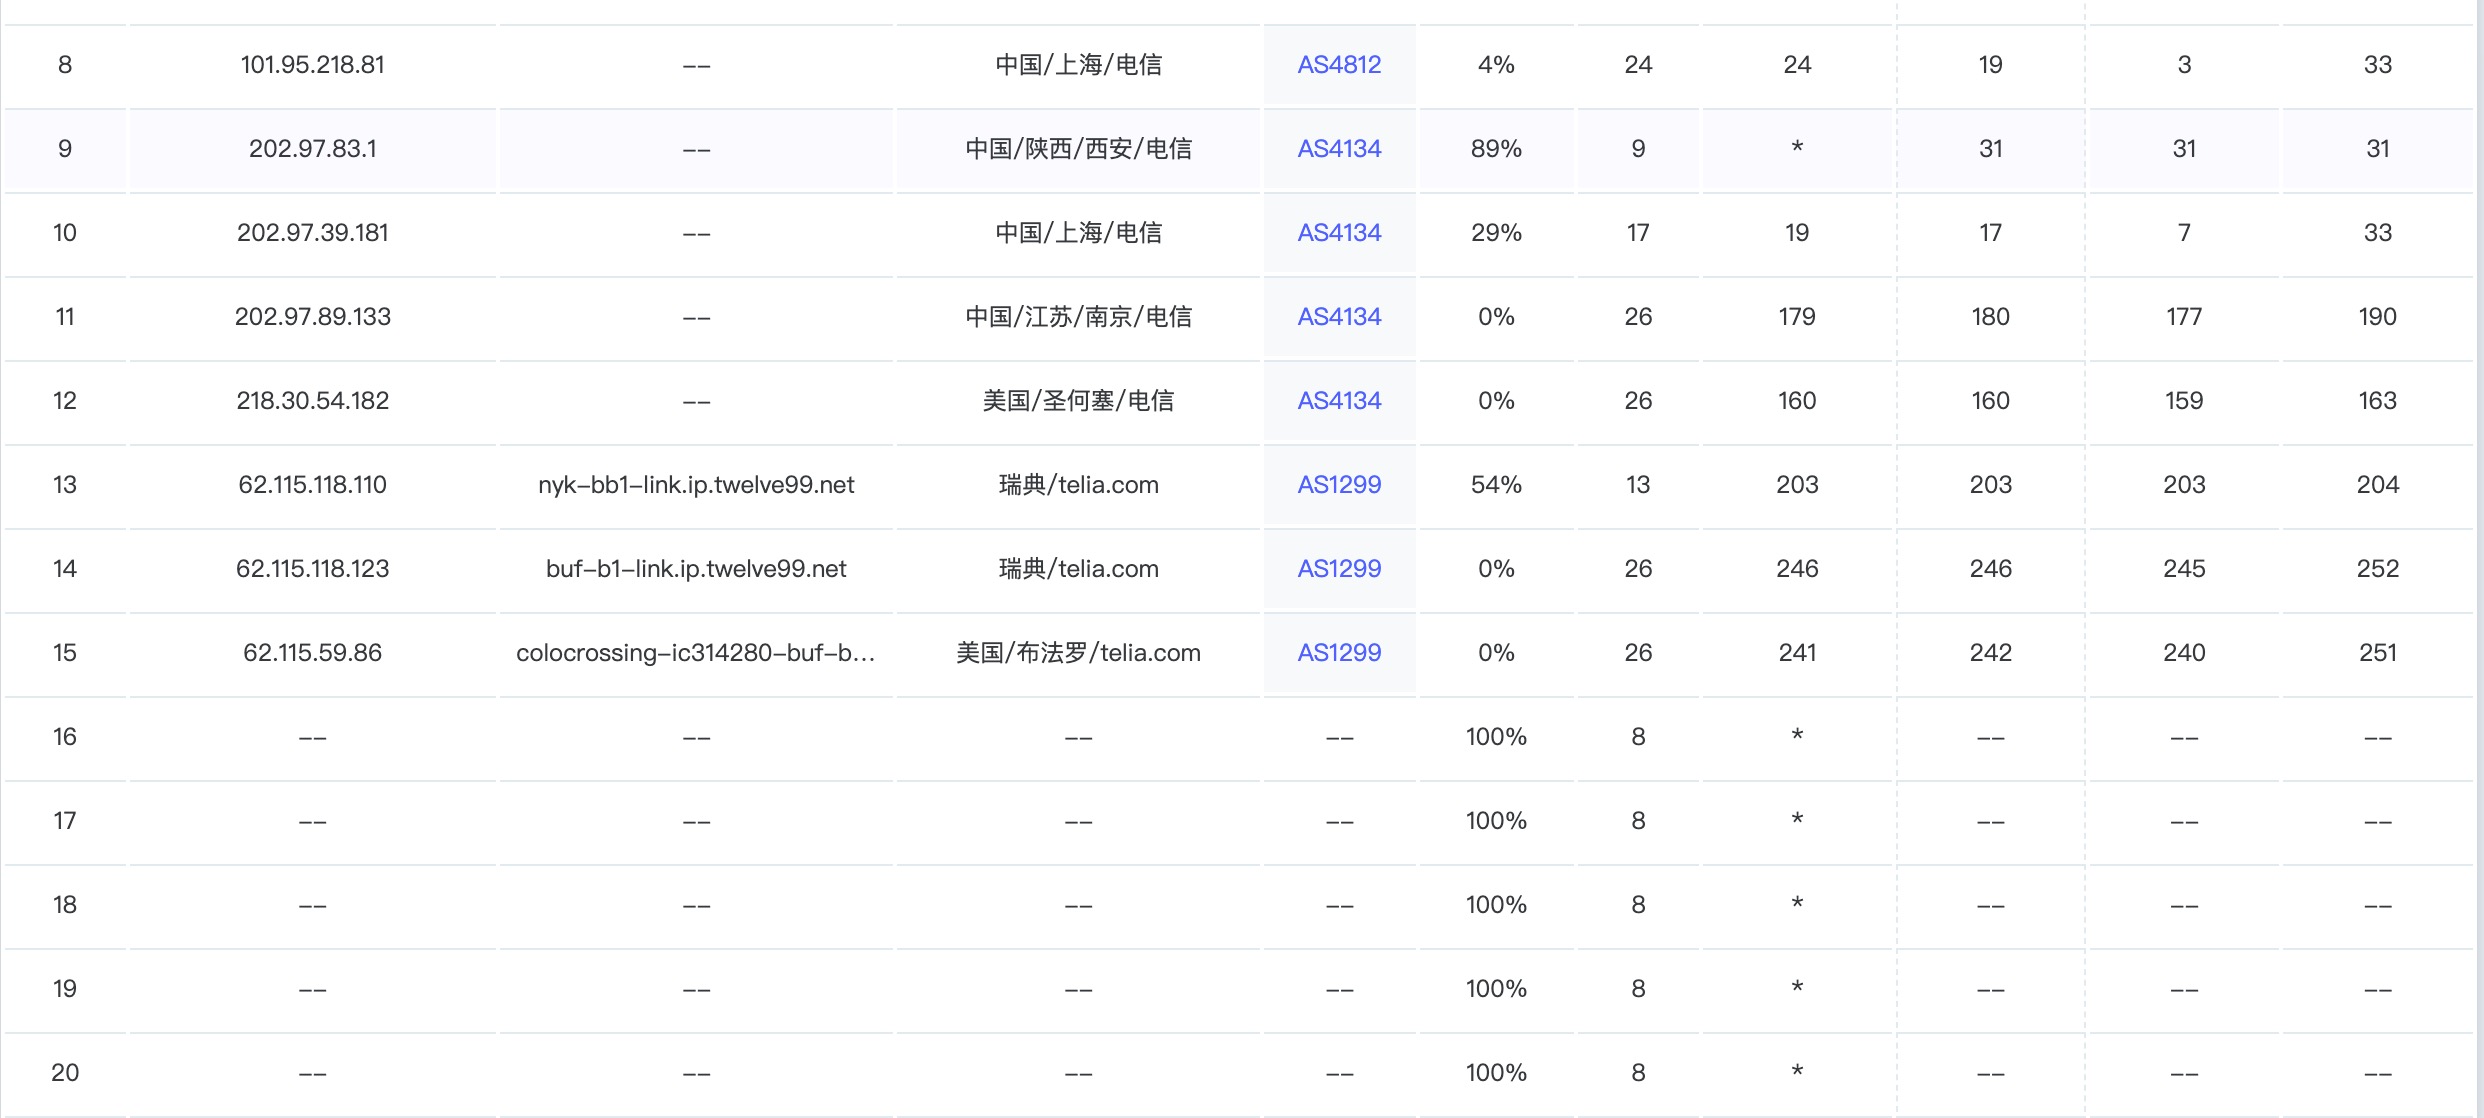 8 101.95.218.81 -- 中国/上海/电信 AS4812 4% 24 24 19 3 33
9 202.97.83.1 -- 中国/陕西/西安/电信 AS4134 89% 9 * 31 31 31
10 202.97.39.181 -- 中国/上海/电信 AS4134 29% 17 19 17 7 33
11 202.97.89.133 -- 中国/江苏/南京/电信 AS4134 0% 26 179 180 177 190
12 218.30.54.182 -- 美国/圣何塞/电信 AS4134 0% 26 160 160 159 163
13 62.115.118.110 nyk-bb1-link.ip.twelve99.net 瑞典/telia.com AS1299 54% 13 203 203 203 204
14 62.115.118.123 buf-b1-link.ip.twelve99.net 瑞典/telia.com AS1299 0% 26 246 246 245 252
15 62.115.59.86 colocrossing-ic314280-buf-b... 美国/布法罗/telia.com AS1299 0% 26 241 242 240 251
16 -- -- -- -- 100% 8 * -- -- --
17 -- -- -- -- 100% 8 * -- -- --
18 -- -- -- -- 100% 8 * -- -- --
19 -- -- -- -- 100% 8 * -- -- --
20 -- -- -- -- 100% 8 * -- -- --